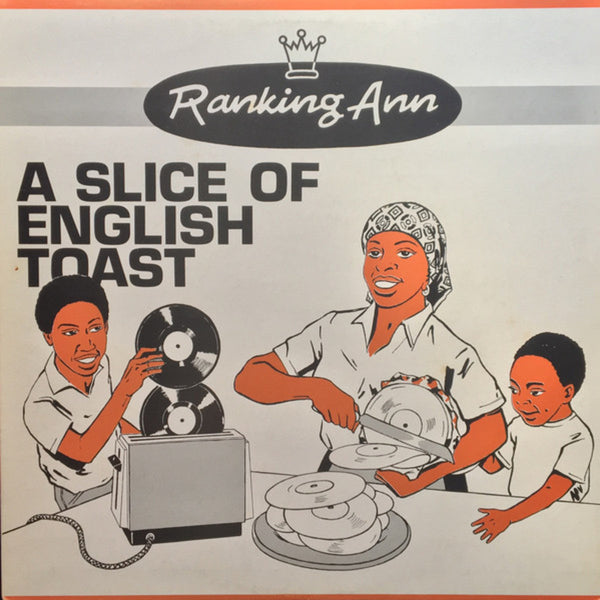 Ranking Ann
A SLICE OF
ENGLISH
TOAST